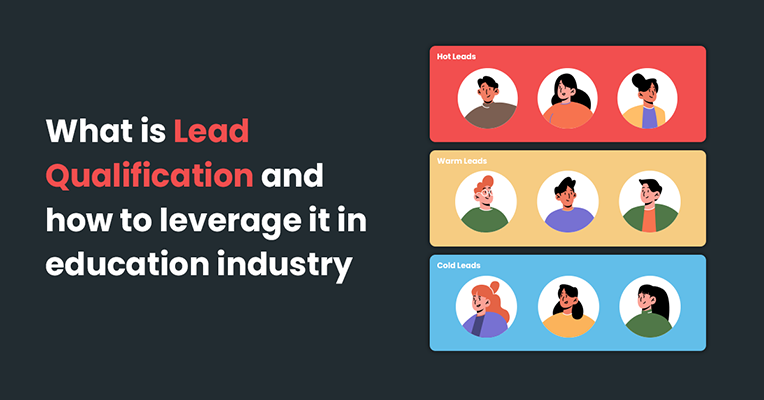 What is Lead
Qualification and
how to leverage it in
education industry
Hot Leads
Warm Leads
Cold Leads